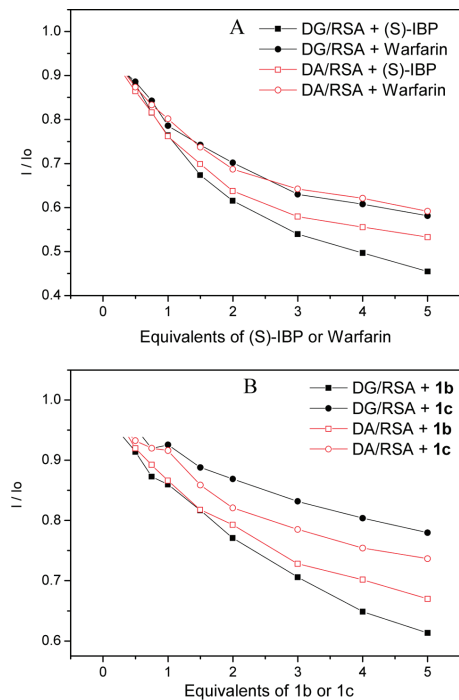 A
DG/RSA + (S)-IBP
DG/RSA + Warfarin
DA/RSA + (S)-IBP
DA/RSA + Warfarin
1.0
0.9
0.8
0.7
0.6
0.5
0.4
I / Io
0 1 2 3 4 5
Equivalents of (S)-IBP or Warfarin
B
DG/RSA + 1b
DG/RSA + 1c
DA/RSA + 1b
DA/RSA + 1c
1.0
0.9
0.8
0.7
0.6
I / Io
0 1 2 3 4 5
Equivalents of 1b or 1c